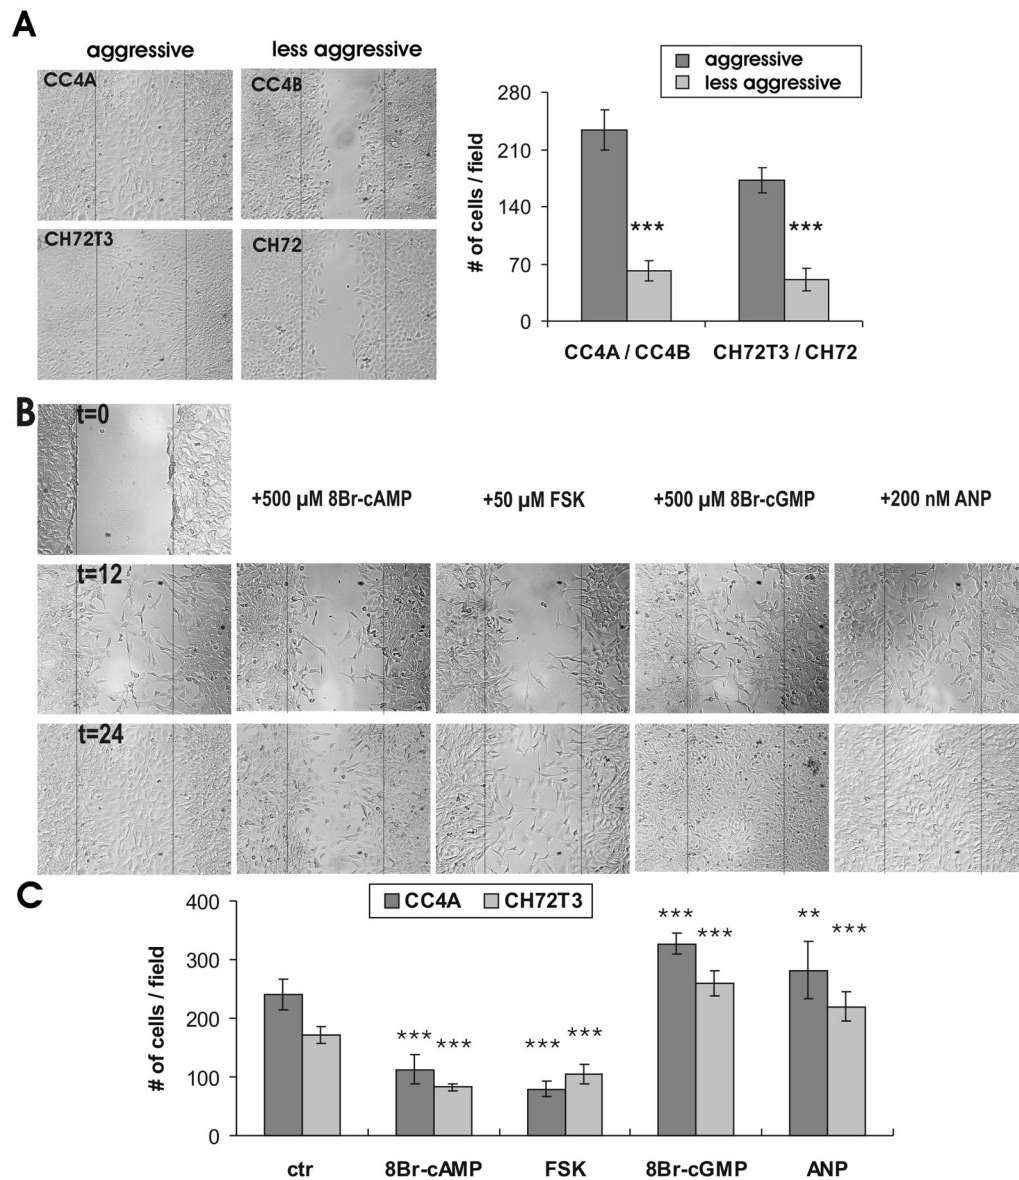 A
aggressive
less aggressive
CC4A
CC4B
CH72T3
CH72
aggressive
less aggressive
280
210
140
70
0
# of cells / field
***
***
CC4A / CC4B
CH72T3 / CH72
B
t=0
+500 µM 8Br-cAMP
+50 µM FSK
+500 µM 8Br-cGMP
+200 nM ANP
t=12
t=24
C
CC4A
CH72T3
400
300
200
100
0
# of cells / field
***
***
***
***
***
***
**
***
ctr
8Br-cAMP
FSK
8Br-cGMP
ANP